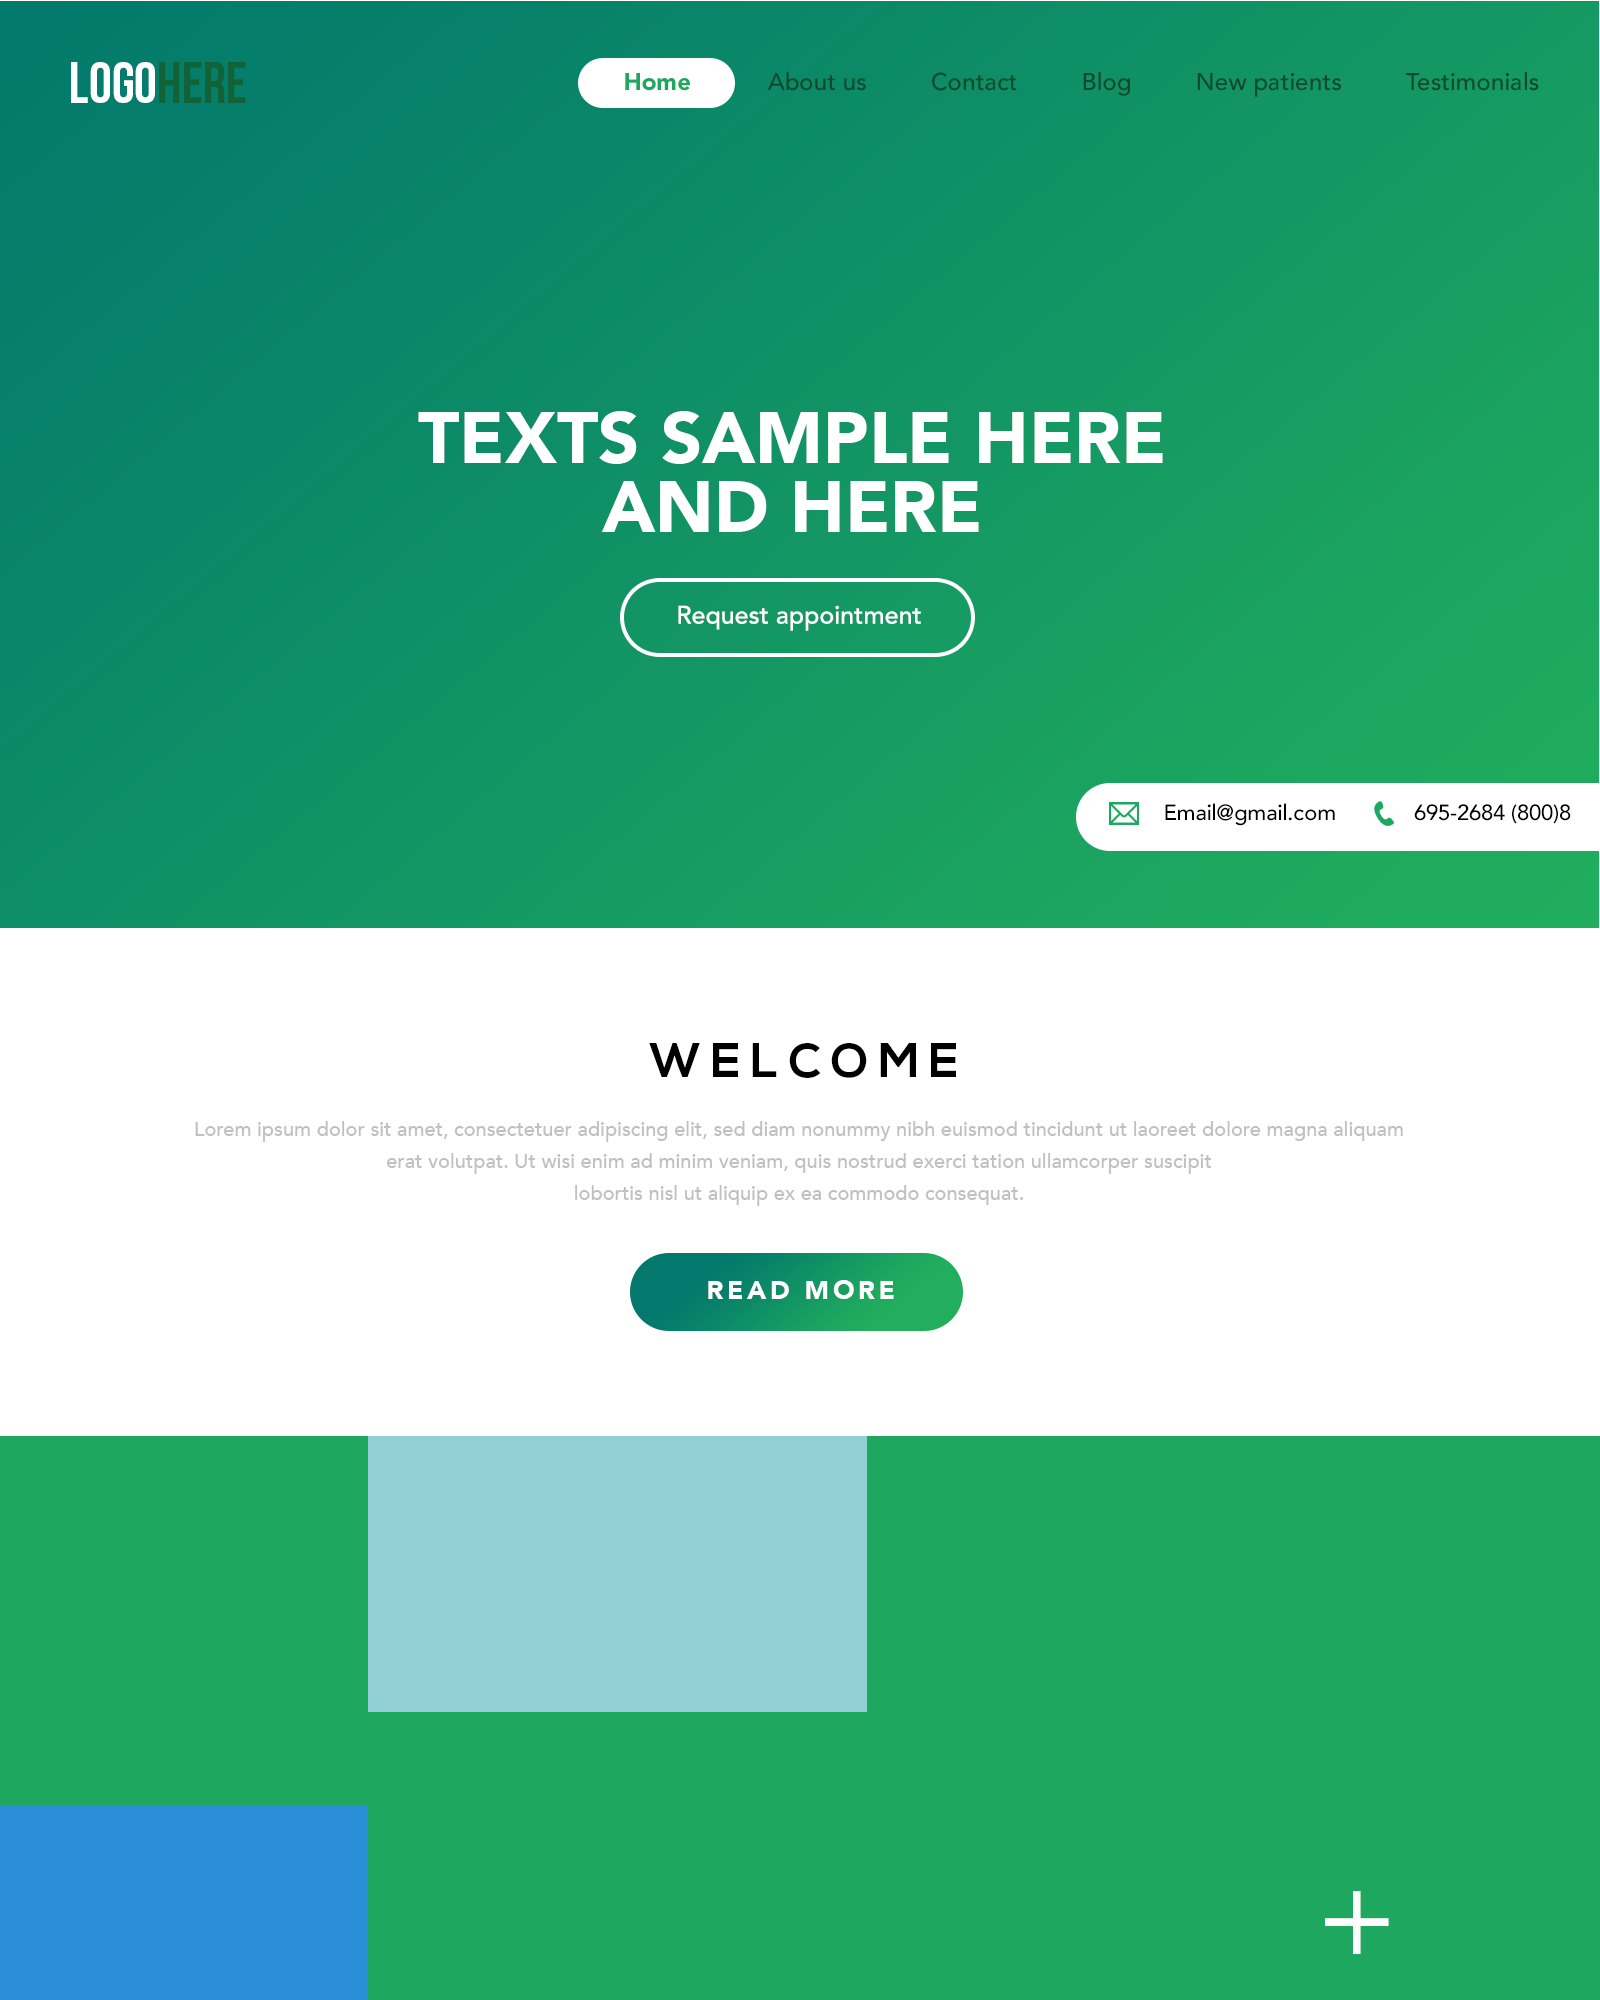 LOGOHERE
Home About us Contact Blog New patients Testimonials
TEXTS SAMPLE HERE
AND HERE
Request appointment
Email@gmail.com 695-2684 (800)8
WELCOME
Lorem ipsum dolor sit amet, consectetuer adipiscing elit, sed diam nonummy nibh euismod tincidunt ut laoreet dolore magna aliquam
erat volutpat. Ut wisi enim ad minim veniam, quis nostrud exerci tation ullamcorper suscipit
lobortis nisl ut aliquip ex ea commodo consequat.
READ MORE